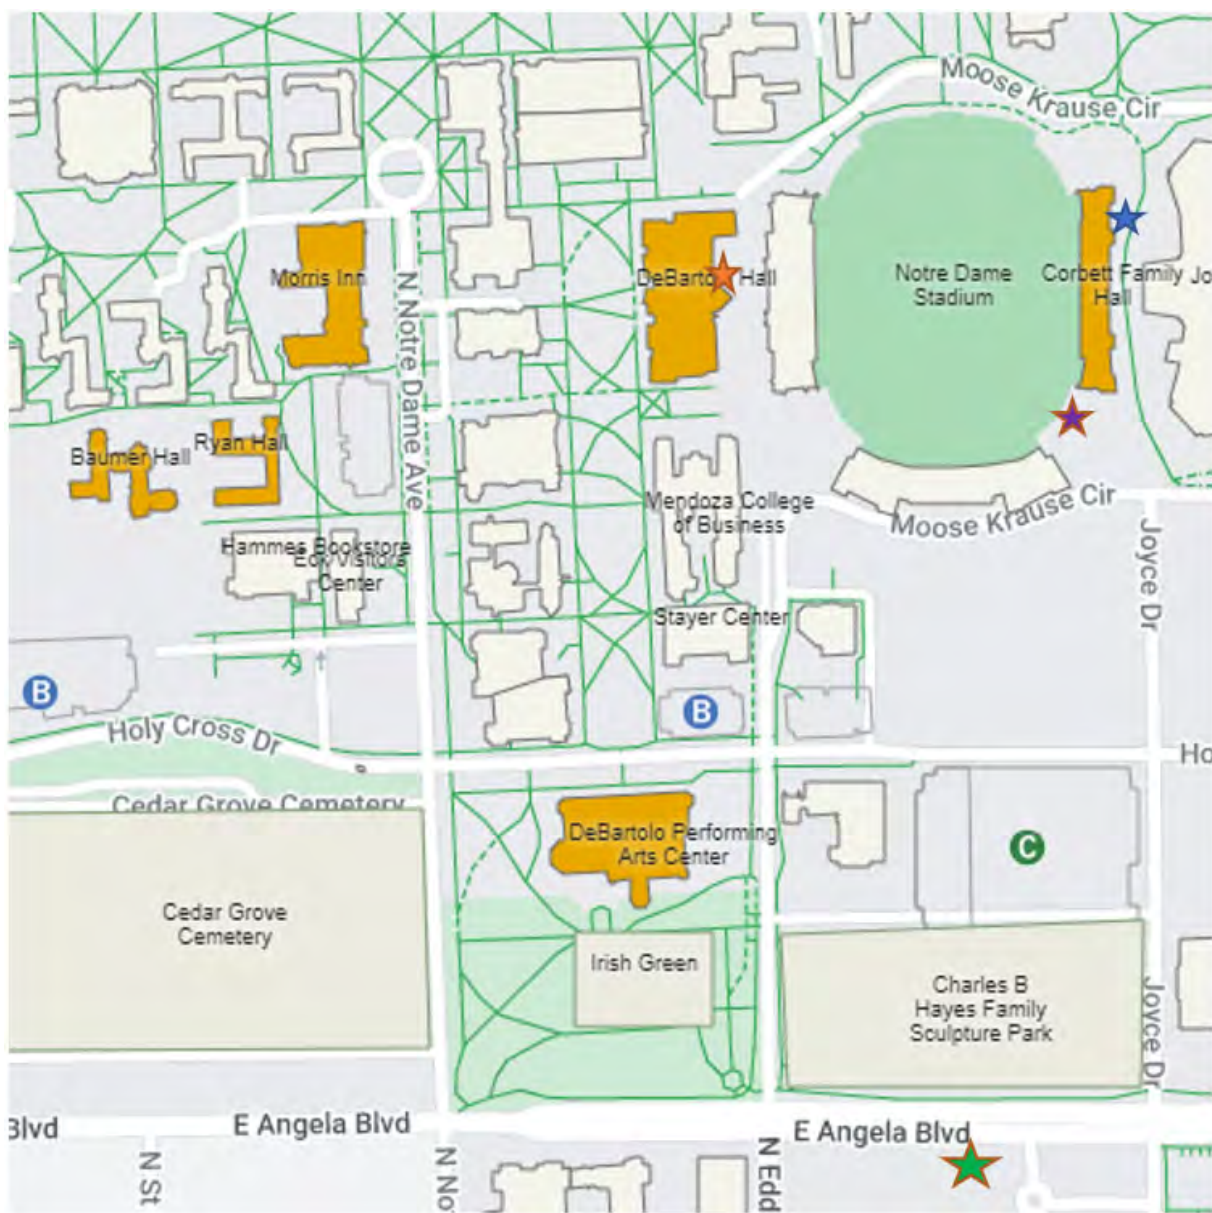 Moose Krause Cir
Morris Inn
N Notre Dame Ave
Notre Dame
Stadium
Corbett Family
Hall
Jo
Baumer Hall
Ryan Hall
Mendoza College
of Business
Moose Krause Cir
Hammes Bookstore
Eck Visitors
Center
Joyce Dr
Stayer Center
B
B
Holy Cross Dr
Ho
Cedar Grove Cemetery
DeBartolo Performing
Arts Center
C
Cedar Grove
Cemetery
Irish Green
Charles B
Hayes Family
Sculpture Park
Joyce Dr
Blvd
E Angela Blvd
E Angela Blvd
N St
N No
N Edd